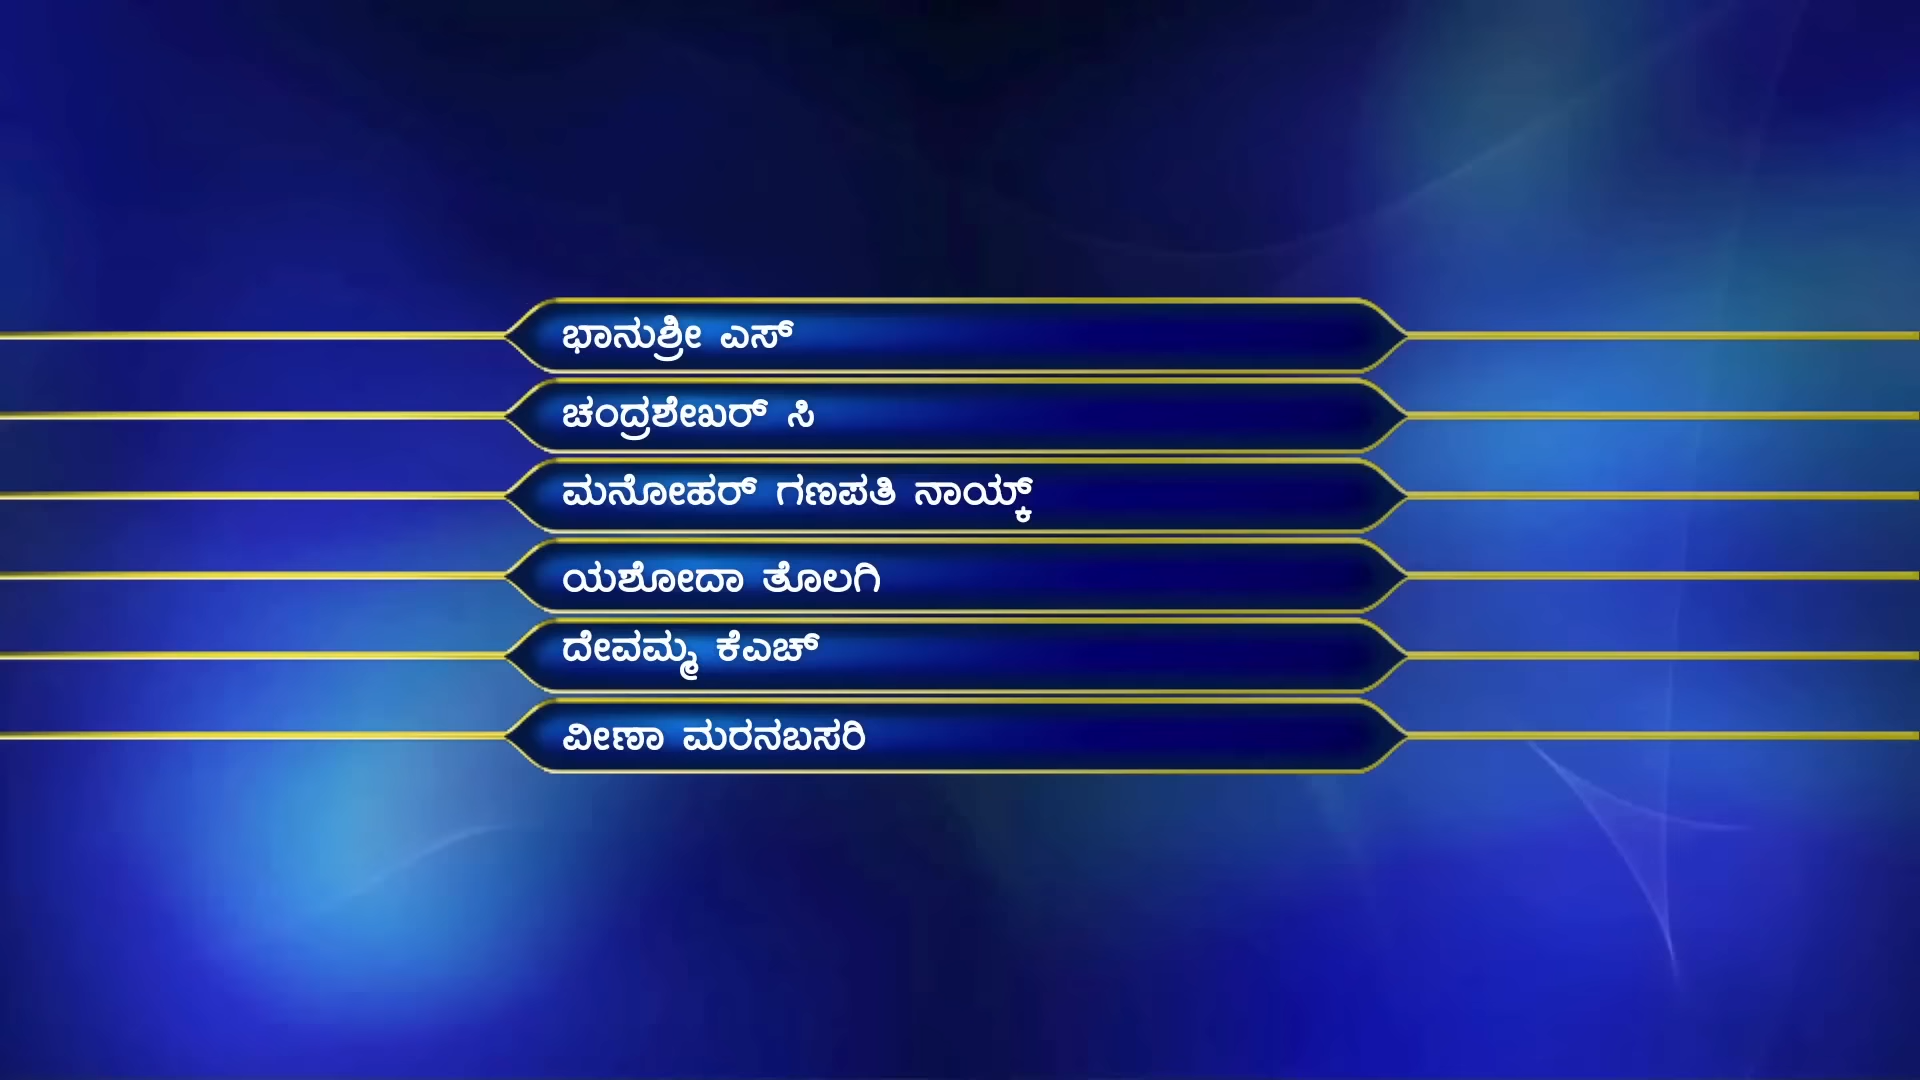 ಭಾನುಶ್ರೀ ಎಸ್
ಚಂದ್ರಶೇಖರ್ ಸಿ
ಮನೋಹರ್ ಗಣಪತಿ ನಾಯ್ಕ್
ಯಶೋದಾ ತೊಲಗಿ
ದೇವಮ್ಮ ಕೆಎಚ್
ವೀಣಾ ಮರನಬಸರಿ